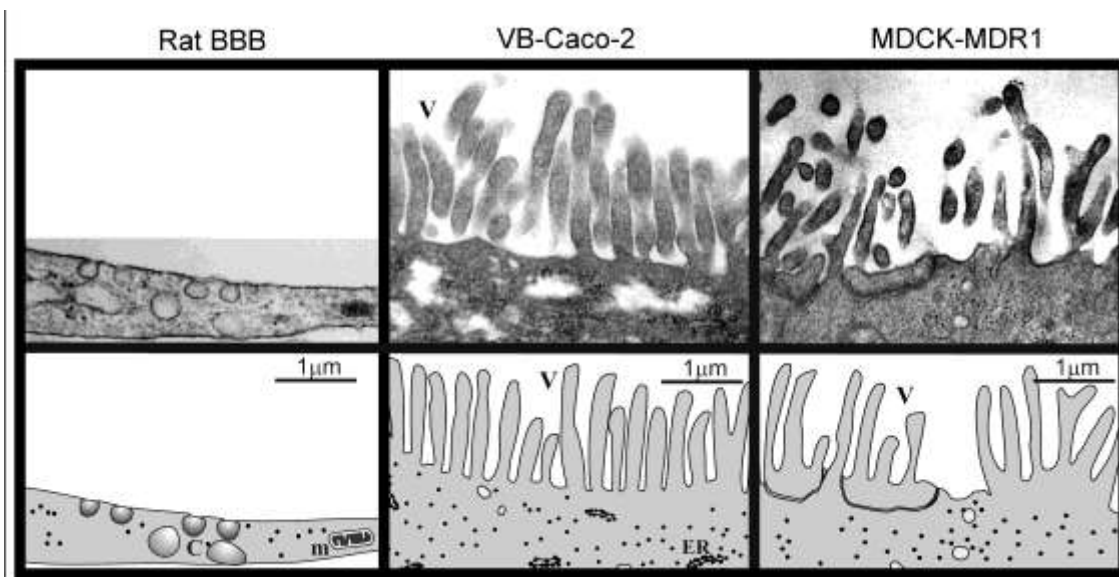 Rat BBB
VB-Caco-2
MDCK-MDR1
V
1µm
1µm
1µm
V
V
C
m
ER